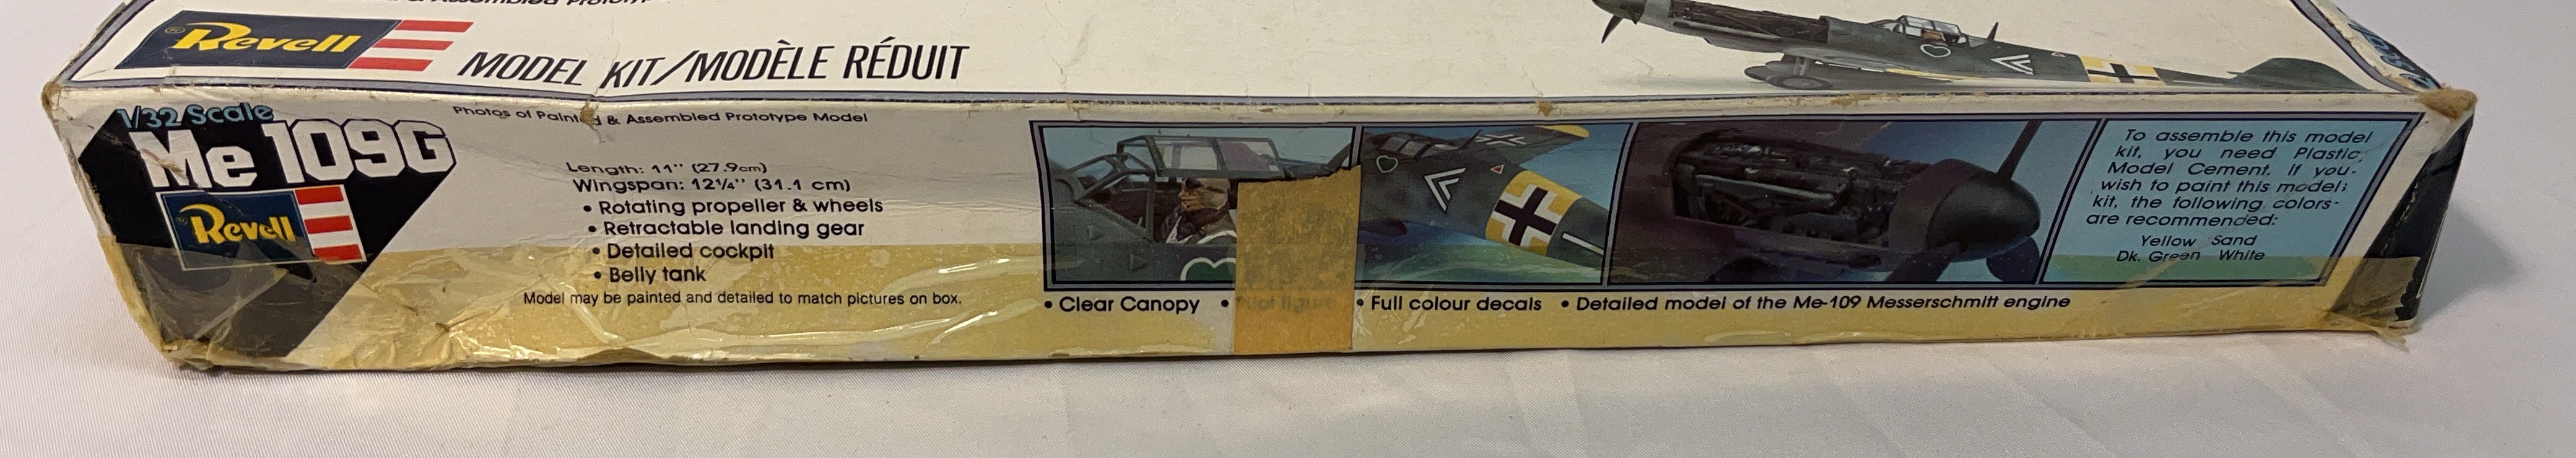 & Assembled Prototyp
® Revell
MODEL KIT/MODÈLE RÉDUIT
1/32 Scale
Me 109G
Revell
Photos of Painted & Assembled Prototype Model
Length: 11" (27.9cm)
Wingspan: 12¼" (31.1 cm)
• Rotating propeller & wheels
• Retractable landing gear
• Detailed cockpit
• Belly tank
Model may be painted and detailed to match pictures on box.
• Clear Canopy • Pilot figure • Full colour decals • Detailed model of the Me-109 Messerschmitt engine
To assemble this model
kit, you need Plastic
Model Cement. If you
wish to paint this model
kit, the following colors
are recommended:
Yellow Sand
Dk. Green White